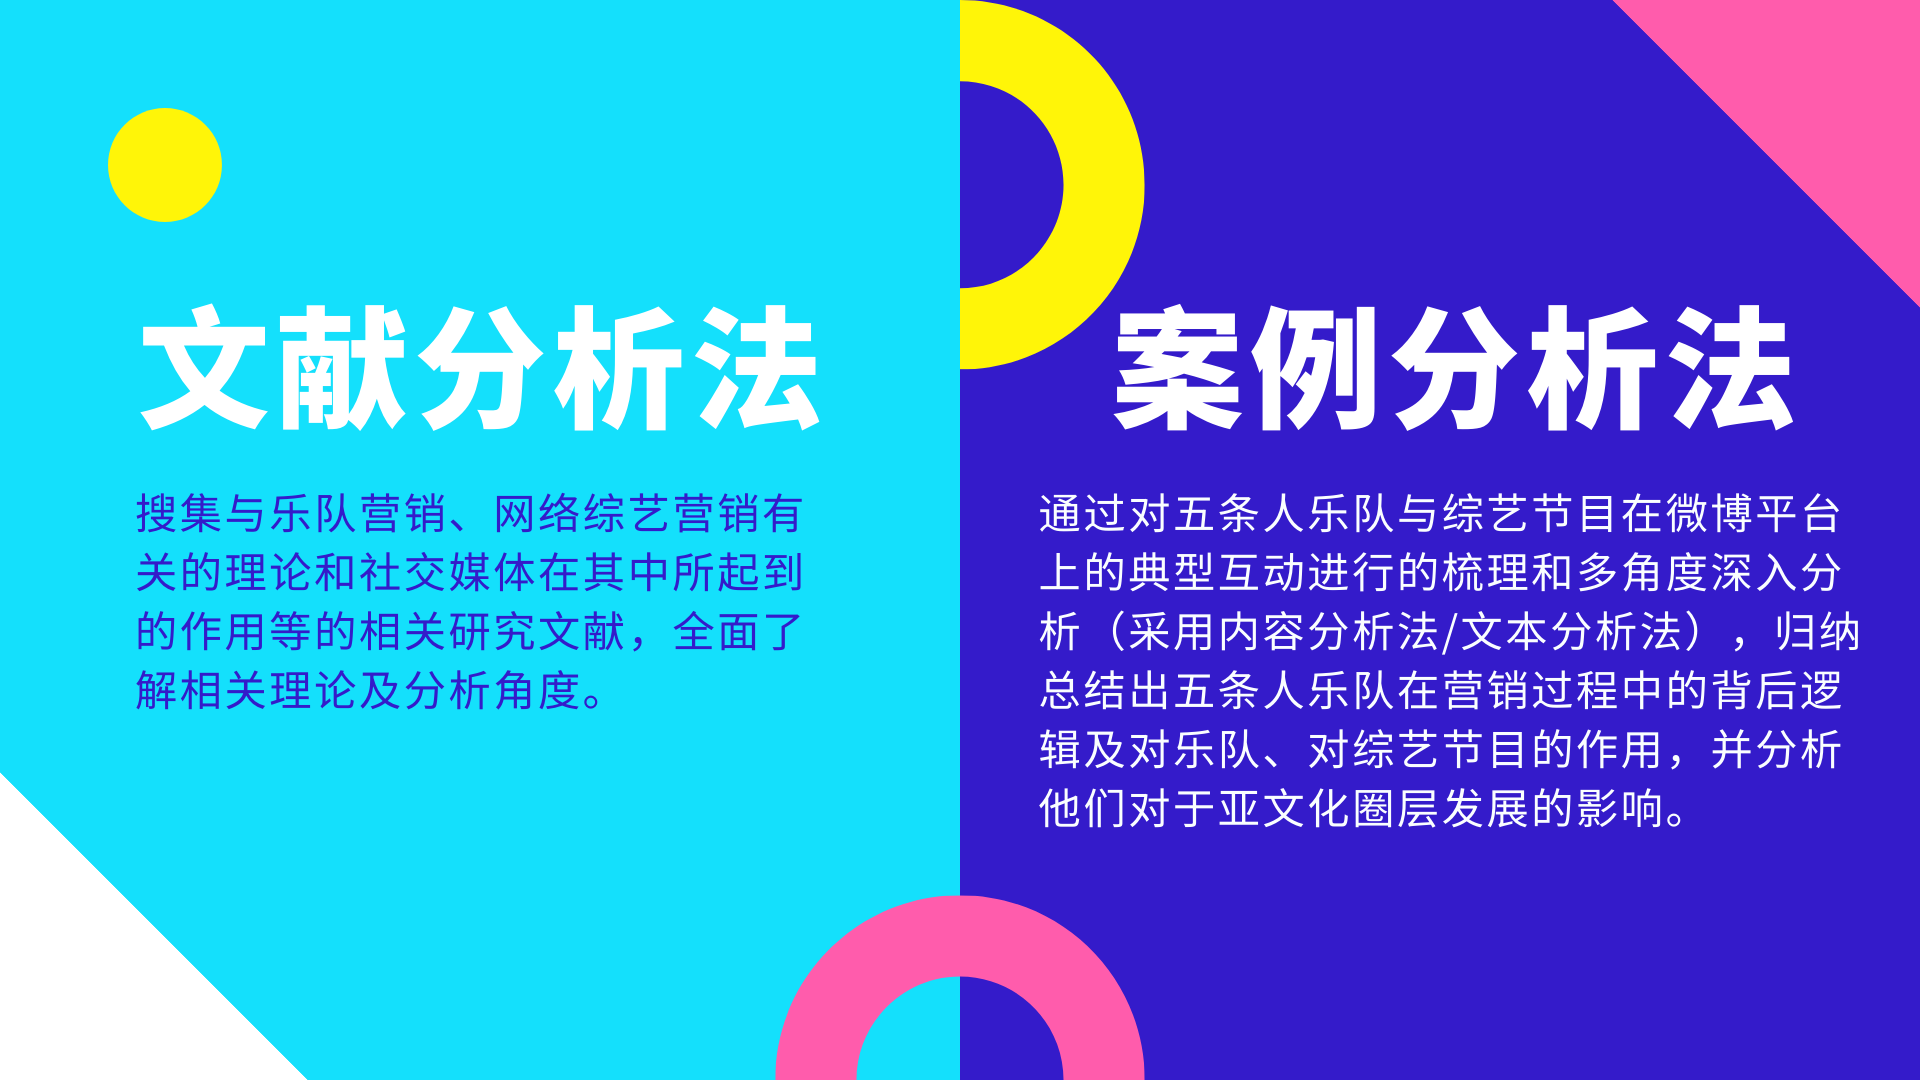 文献分析法
搜集与乐队营销、网络综艺营销有
关的理论和社交媒体在其中所起到
的作用等的相关研究文献，全面了
解相关理论及分析角度。
案例分析法
通过对五条人乐队与综艺节目在微博平台
上的典型互动进行的梳理和多角度深入分
析（采用内容分析法/文本分析法），归纳
总结出五条人乐队在营销过程中的背后逻
辑及对乐队、对综艺节目的作用，并分析
他们对于亚文化圈层发展的影响。